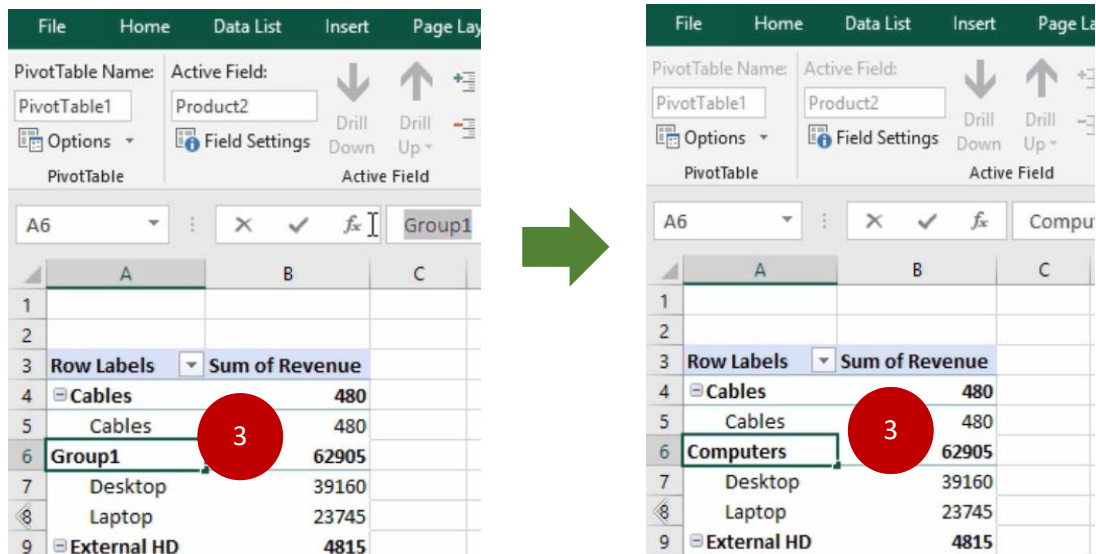 File Home Data List Insert Page Lay
PivotTable Name: Active Field:
PivotTable1 Product2
Options Field Settings Drill Down Drill Up
PivotTable Active Field
A6 fx Group1
A B C
1
2
3 Row Labels Sum of Revenue
4 Cables 480
5 Cables 480
3
6 Group1 62905
7 Desktop 39160
8 Laptop 23745
9 External HD 4815
File Home Data List Insert Page La
PivotTable Name: Active Field:
PivotTable1 Product2
Options Field Settings Drill Down Drill Up
PivotTable Active Field
A6 fx Compu
A B C
1
2
3 Row Labels Sum of Revenue
4 Cables 480
5 Cables 480
3
6 Computers 62905
7 Desktop 39160
8 Laptop 23745
9 External HD 4815